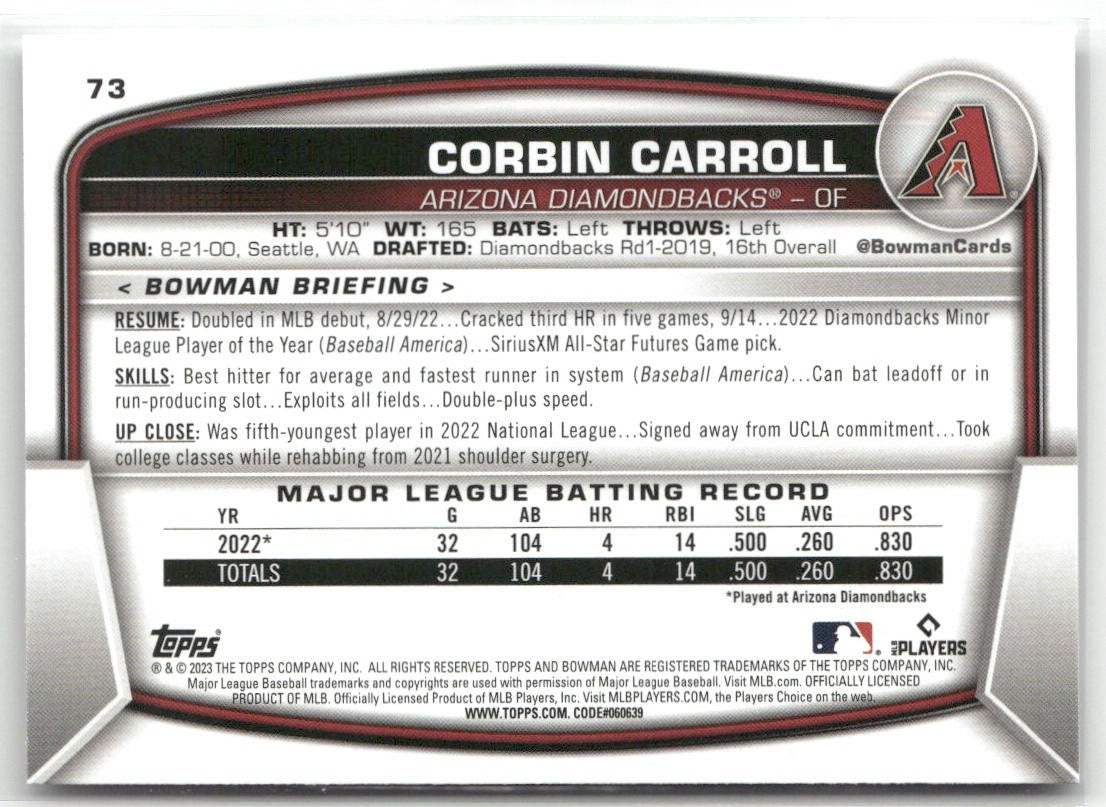 73
CORBIN CARROLL
ARIZONA DIAMONDBACKS® – OF
HT: 5'10" WT: 165 BATS: Left THROWS: Left
BORN: 8-21-00, Seattle, WA DRAFTED: Diamondbacks Rd1-2019, 16th Overall @BowmanCards
< BOWMAN BRIEFING >
RESUME: Doubled in MLB debut, 8/29/22...Cracked third HR in five games, 9/14...2022 Diamondbacks Minor
League Player of the Year (Baseball America)...SiriusXM All-Star Futures Game pick.
SKILLS: Best hitter for average and fastest runner in system (Baseball America)...Can bat leadoff or in
run-producing slot...Exploits all fields...Double-plus speed.
UP CLOSE: Was fifth-youngest player in 2022 National League...Signed away from UCLA commitment...Took
college classes while rehabbing from 2021 shoulder surgery.
MAJOR LEAGUE BATTING RECORD
YR G AB HR RBI SLG AVG OPS
2022* 32 104 4 14 .500 .260 .830
TOTALS 32 104 4 14 .500 .260 .830
*Played at Arizona Diamondbacks
TOPPS
MLB PLAYERS
® & © 2023 THE TOPPS COMPANY, INC. ALL RIGHTS RESERVED. TOPPS AND BOWMAN ARE REGISTERED TRADEMARKS OF THE TOPPS COMPANY, INC.
Major League Baseball trademarks and copyrights are used with permission of Major League Baseball. Visit MLB.com. OFFICIALLY LICENSED
PRODUCT OF MLB. Officially Licensed Product of MLB Players, Inc. Visit MLBPLAYERS.COM, the Players Choice on the web.
WWW.TOPPS.COM. CODE#060639